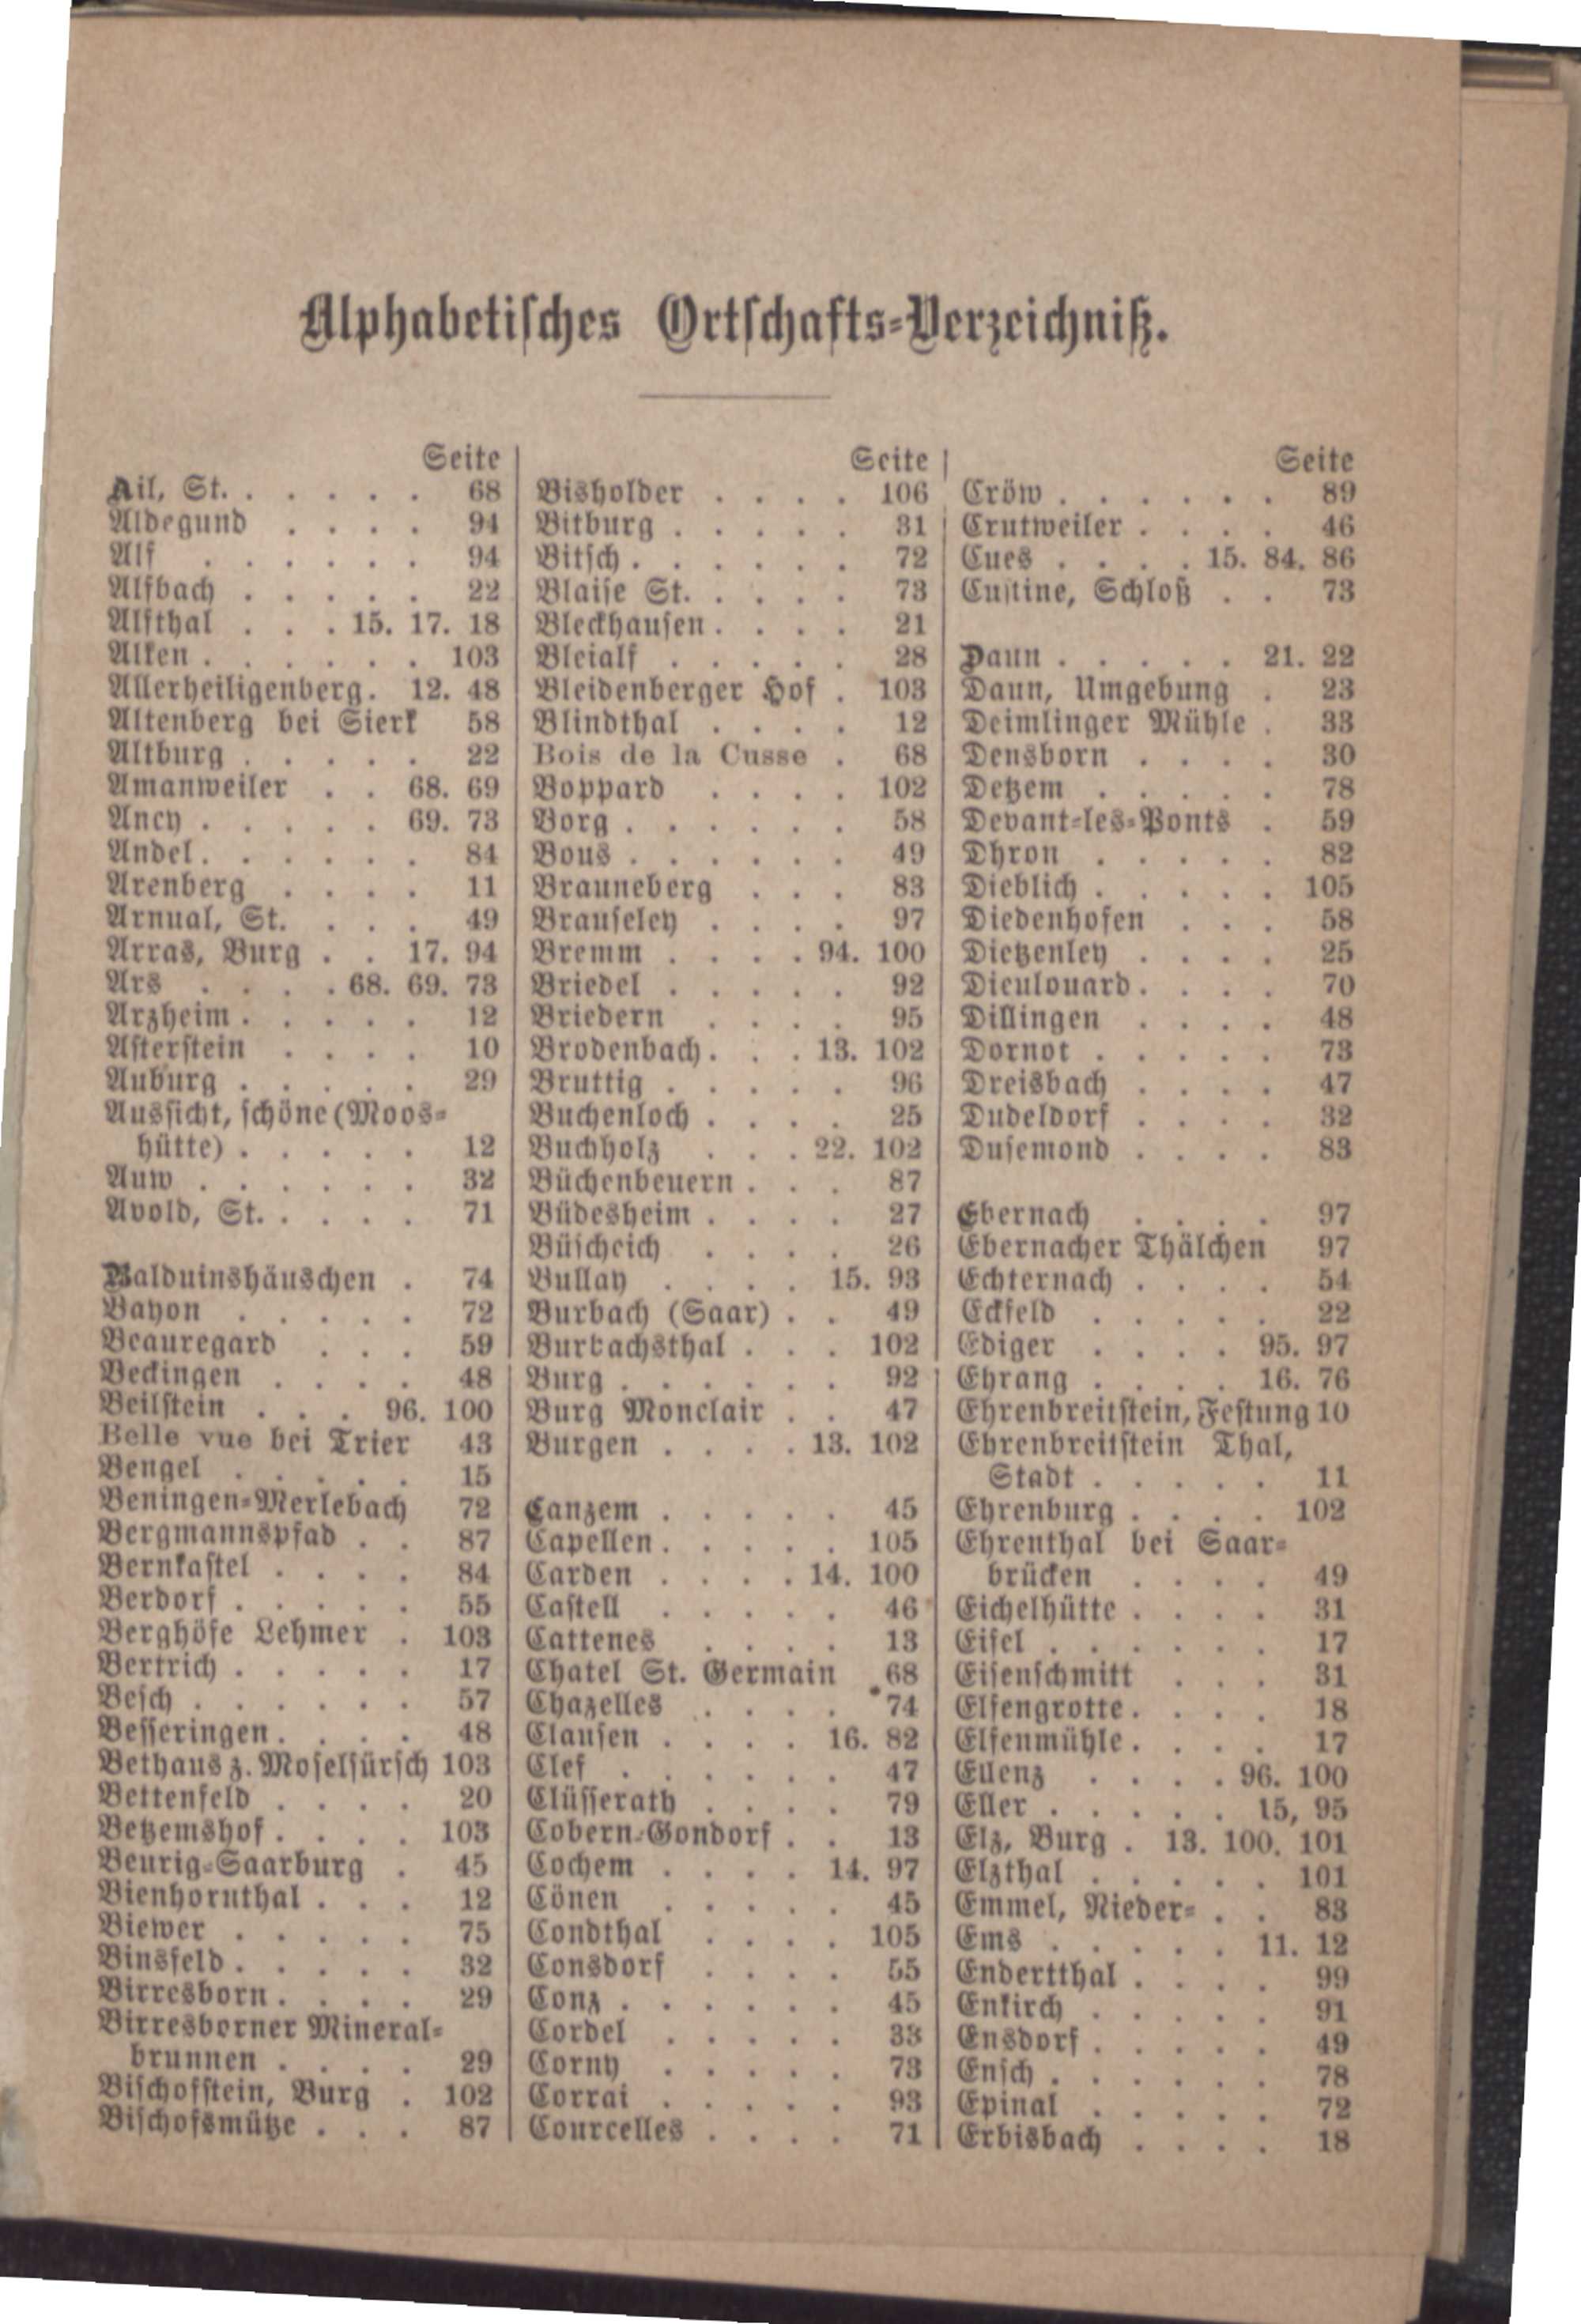 Alphabetisches Ortschafts-Verzeichniß.
Seite
Ail, St. . . . . . 68
Aldegund . . . . 94
Alf . . . . . . 94
Alfbach . . . . . 22
Alfthal . . . 15. 17. 18
Alken . . . . . . 103
Allerheiligenberg. 12. 48
Altenberg bei Sierk 58
Altburg . . . . . 22
Amanweiler . . 68. 69
Ancy . . . . . 69. 73
Andel. . . . . . 84
Arenberg . . . . 11
Arnual, St. . . . 49
Arras, Burg . . 17. 94
Ars . . . . 68. 69. 73
Arzheim . . . . . 12
Asterstein . . . . 10
Auburg . . . . . 29
Aussicht, schöne (Moos-
hütte) . . . . . 12
Auw . . . . . . 32
Avold, St. . . . . 71
Balduinshäuschen . 74
Bayon . . . . . 72
Beauregard . . . 59
Beckingen . . . . 48
Beilstein . . . 96. 100
Belle vue bei Trier 43
Bengel . . . . . 15
Beningen-Merlebach 72
Bergmannspfad . . 87
Bernkastel . . . . 84
Berdorf . . . . . 55
Berghöfe Lehmer . 103
Bertrich . . . . . 17
Besch . . . . . . 57
Besseringen. . . . 48
Bethaus z. Moselfürsch 103
Bettenfeld . . . . 20
Betzemshof . . . . 103
Beurig-Saarburg . 45
Bienhornthal . . . 12
Biewer . . . . . 75
Binsfeld . . . . . 32
Birresborn . . . . 29
Birresborner Mineral-
brunnen . . . . 29
Bischofstein, Burg . 102
Bischofsmütze . . . 87
Seite
Bisholder . . . . 106
Bitburg . . . . . 31
Bitsch . . . . . . 72
Blaise St. . . . . 73
Bleckhausen. . . . 21
Bleialf . . . . . 28
Bleidenberger Hof . 103
Blindthal . . . . 12
Bois de la Cusse . 68
Boppard . . . . 102
Borg . . . . . . 58
Bous . . . . . . 49
Brauneberg . . . 83
Brauseley . . . . 97
Bremm . . . . 94. 100
Briedel . . . . . 92
Briedern . . . . 95
Brodenbach. . . 13. 102
Bruttig . . . . . 96
Buchenloch . . . . 25
Buchholz . . . 22. 102
Büchenbeuern . . . 87
Büdesheim . . . . 27
Büscheich . . . . 26
Bullay . . . . 15. 93
Burbach (Saar) . . 49
Burbachsthal . . . 102
Burg . . . . . . 92
Burg Monclair . . 47
Burgen . . . . 13. 102
Canzem . . . . . 45
Capellen. . . . . 105
Carden . . . . 14. 100
Castell . . . . . 46
Cattenes . . . . 13
Chatel St. Germain 68
Chazelles . . . . 74
Clausen . . . . 16. 82
Clef . . . . . . 47
Clüsserath . . . . 79
Cobern-Gondorf . . 13
Cochem . . . . 14. 97
Cönen . . . . . 45
Condthal . . . . 105
Consdorf . . . . 55
Conz . . . . . . 45
Cordel . . . . . 33
Corny . . . . . 73
Corrai . . . . . 93
Courcelles . . . . 71
Seite
Cröw . . . . . . 89
Crutweiler . . . . 46
Cues . . . . 15. 84. 86
Custine, Schloß . . 73
Daun . . . . . 21. 22
Daun, Umgebung . 23
Deimlinger Mühle . 33
Densborn . . . . 30
Detzem . . . . . 78
Devant-les-Ponts . 59
Dhron . . . . . 82
Dieblich . . . . . 105
Diedenhofen . . . 58
Dietzenley . . . . 25
Dieulouard. . . . 70
Dillingen . . . . 48
Dornot . . . . . 73
Dreisbach . . . . 47
Dudeldorf . . . . 32
Dusemond . . . . 83
Ebernach . . . . 97
Ebernacher Thälchen 97
Echternach . . . . 54
Eckfeld . . . . . 22
Ediger . . . . 95. 97
Ehrang . . . . 16. 76
Ehrenbreitstein, Festung 10
Ehrenbreitstein Thal,
Stadt . . . . . 11
Ehrenburg . . . . 102
Ehrenthal bei Saar-
brücken . . . . 49
Eichelhütte . . . . 31
Eifel . . . . . . 17
Eisenschmitt . . . 31
Elfengrotte. . . . 18
Elfenmühle. . . . 17
Ellenz . . . . 96. 100
Eller . . . . . 15, 95
Elz, Burg . 13. 100. 101
Elzthal . . . . . 101
Emmel, Nieder- . . 83
Ems . . . . . 11. 12
Endertthal . . . . 99
Enkirch . . . . . 91
Ensdorf . . . . . 49
Ensch . . . . . . 78
Epinal . . . . . 72
Erbisbach . . . . 18